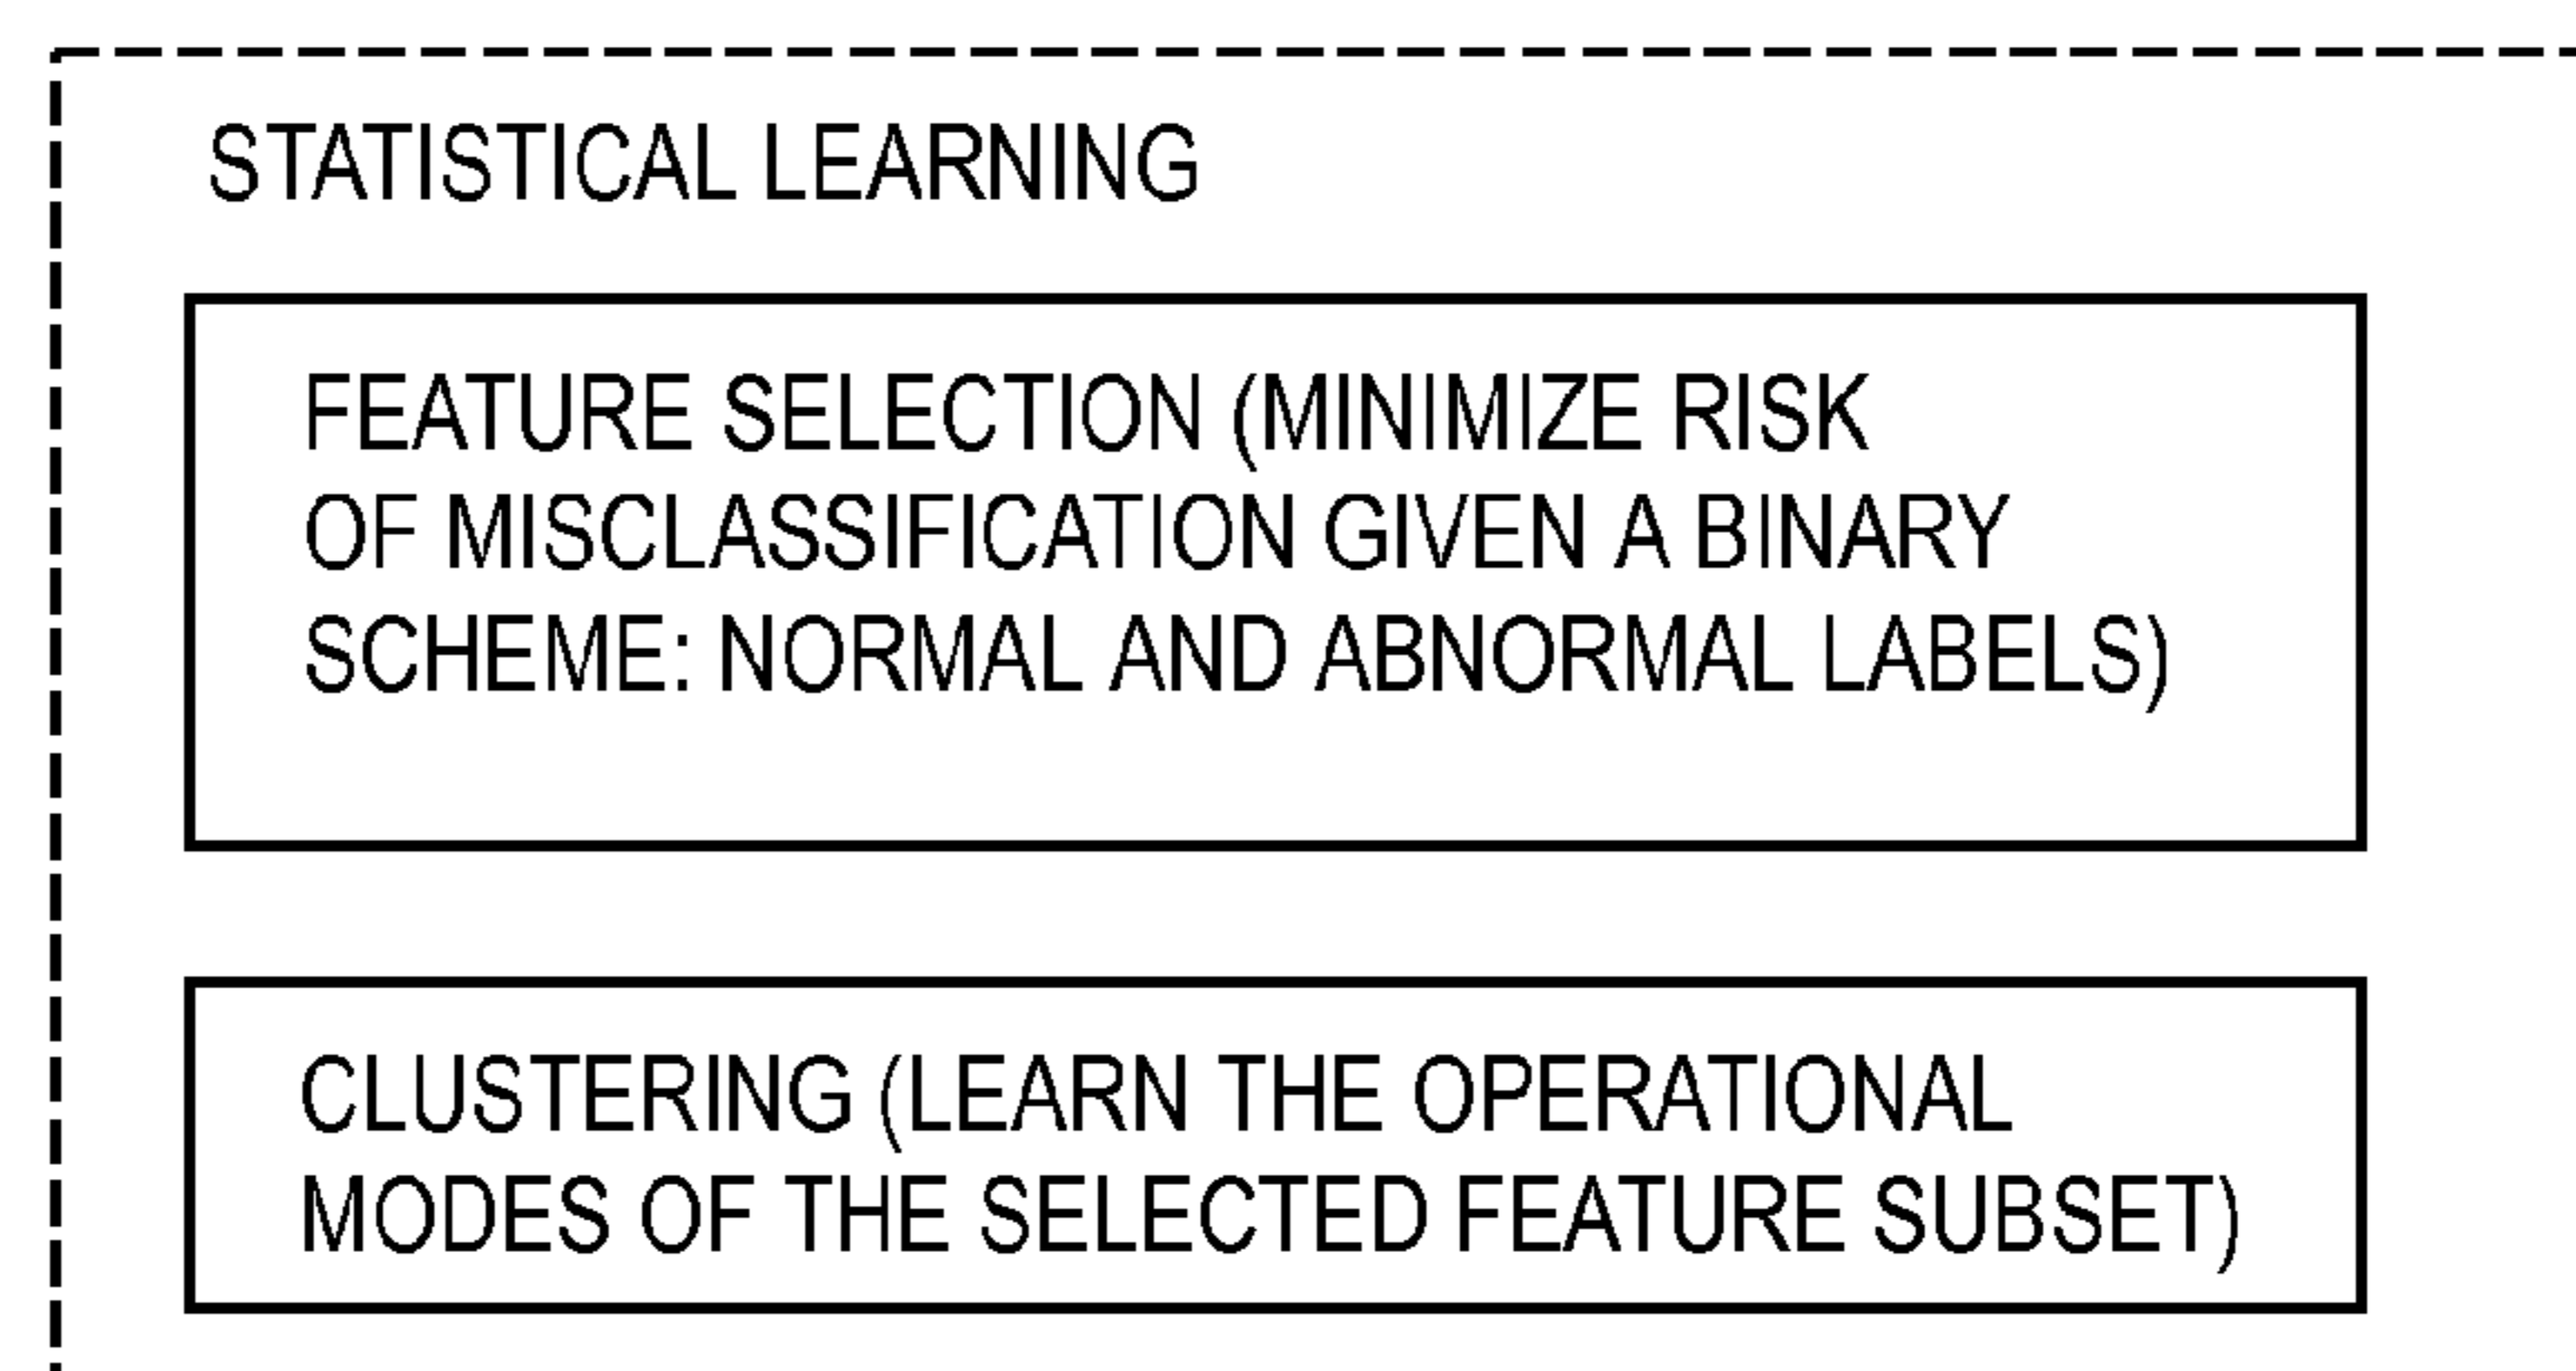 STATISTICAL LEARNING
FEATURE SELECTION (MINIMIZE RISK
OF MISCLASSIFICATION GIVEN A BINARY
SCHEME: NORMAL AND ABNORMAL LABELS)
CLUSTERING (LEARN THE OPERATIONAL
MODES OF THE SELECTED FEATURE SUBSET)